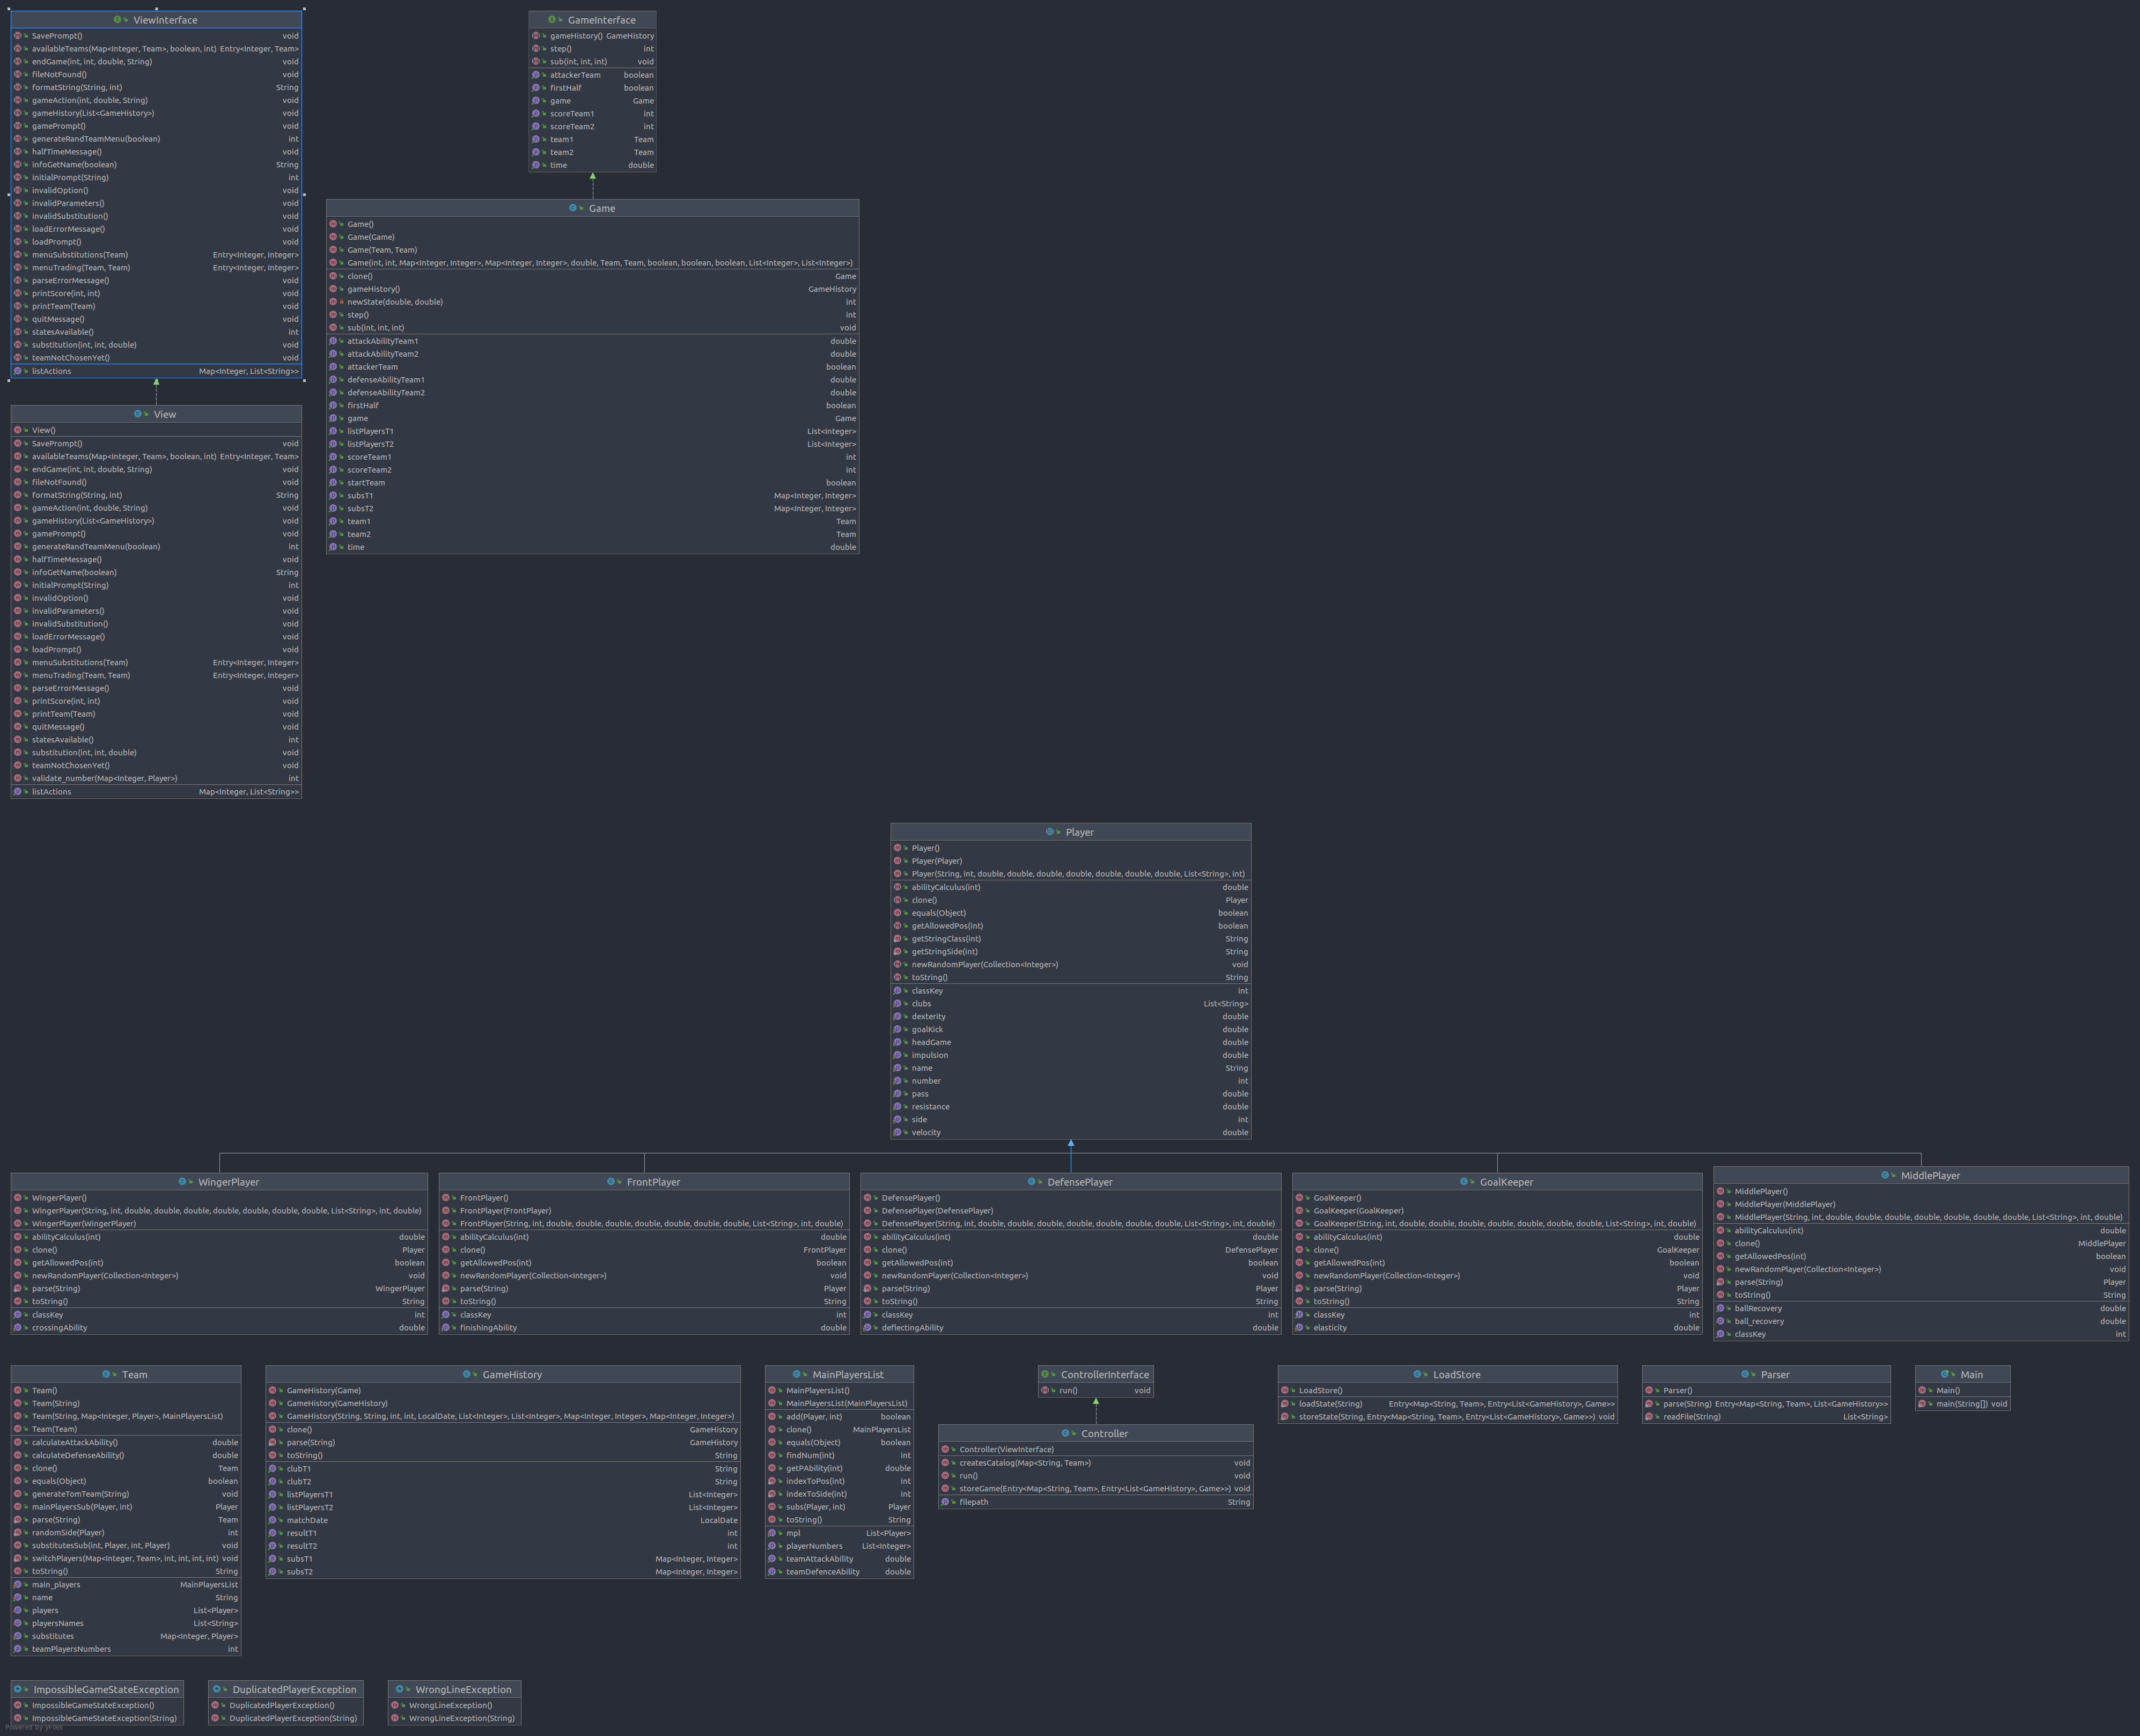 ViewInterface
SavePrompt() void
availableTeams(Map<Integer, Team>, boolean, int) Entry<Integer, Team>
endGame(int, int, double, String) void
fileNotFound() void
formatString(String, int) String
gameAction(int, double, String) void
gameHistory(List<GameHistory>) void
gamePrompt() void
generateRandTeamMenu(boolean) int
halfTimeMessage() void
infoGetName(boolean) String
initialPrompt(String) int
invalidOption() void
invalidParameters() void
invalidSubstitution() void
loadErrorMessage() void
loadPrompt() void
menuSubstitutions(Team) Entry<Integer, Integer>
menuTrading(Team, Team) Entry<Integer, Integer>
parseErrorMessage() void
printScore(int, int) void
printTeam(Team) void
quitMessage() void
statesAvailable() int
substitution(int, int, double) void
teamNotChosenYet() void
listActions Map<Integer, List<String>>
GameInterface
gameHistory() GameHistory
step() int
sub(int, int, int) void
attackerTeam boolean
firstHalf boolean
game Game
scoreTeam1 int
scoreTeam2 int
team1 Team
team2 Team
time double
Game
Game()
Game(Game)
Game(Team, Team)
Game(int, int, Map<Integer, Integer>, Map<Integer, Integer>, double, Team, Team, boolean, boolean, boolean, List<Integer>, List<Integer>)
clone() Game
gameHistory() GameHistory
newState(double, double) int
step() int
sub(int, int, int) void
attackAbilityTeam1 double
attackAbilityTeam2 double
attackerTeam boolean
defenseAbilityTeam1 double
defenseAbilityTeam2 double
firstHalf boolean
game Game
listPlayersT1 List<Integer>
listPlayersT2 List<Integer>
scoreTeam1 int
scoreTeam2 int
startTeam boolean
subsT1 Map<Integer, Integer>
subsT2 Map<Integer, Integer>
team1 Team
team2 Team
time double
View
View()
SavePrompt() void
availableTeams(Map<Integer, Team>, boolean, int) Entry<Integer, Team>
endGame(int, int, double, String) void
fileNotFound() void
formatString(String, int) String
gameAction(int, double, String) void
gameHistory(List<GameHistory>) void
gamePrompt() void
generateRandTeamMenu(boolean) int
halfTimeMessage() void
infoGetName(boolean) String
initialPrompt(String) int
invalidOption() void
invalidParameters() void
invalidSubstitution() void
loadErrorMessage() void
loadPrompt() void
menuSubstitutions(Team) Entry<Integer, Integer>
menuTrading(Team, Team) Entry<Integer, Integer>
parseErrorMessage() void
printScore(int, int) void
printTeam(Team) void
quitMessage() void
statesAvailable() int
substitution(int, int, double) void
teamNotChosenYet() void
validate_number(Map<Integer, Player>) int
listActions Map<Integer, List<String>>
Player
Player()
Player(Player)
Player(String, int, double, double, double, double, double, double, double, List<String>, int)
abilityCalculus(int) double
clone() Player
equals(Object) boolean
getAllowedPos(int) boolean
getStringClass(int) String
getStringSide(int) String
newRandomPlayer(Collection<Integer>) void
toString() String
classKey int
clubs List<String>
dexterity double
goalKick double
headGame double
impulsion double
name String
number int
pass double
resistance double
side int
velocity double
WingerPlayer
WingerPlayer()
WingerPlayer(String, int, double, double, double, double, double, double, double, List<String>, int, double)
WingerPlayer(WingerPlayer)
abilityCalculus(int) double
clone() Player
getAllowedPos(int) boolean
newRandomPlayer(Collection<Integer>) void
parse(String) WingerPlayer
toString() String
classKey int
crossingAbility double
FrontPlayer
FrontPlayer()
FrontPlayer(FrontPlayer)
FrontPlayer(String, int, double, double, double, double, double, double, double, List<String>, int, double)
abilityCalculus(int) double
clone() FrontPlayer
getAllowedPos(int) boolean
newRandomPlayer(Collection<Integer>) void
parse(String) Player
toString() String
classKey int
finishingAbility double
DefensePlayer
DefensePlayer()
DefensePlayer(DefensePlayer)
DefensePlayer(String, int, double, double, double, double, double, double, double, List<String>, int, double)
abilityCalculus(int) double
clone() DefensePlayer
getAllowedPos(int) boolean
newRandomPlayer(Collection<Integer>) void
parse(String) Player
toString() String
classKey int
deflectingAbility double
GoalKeeper
GoalKeeper()
GoalKeeper(GoalKeeper)
GoalKeeper(String, int, double, double, double, double, double, double, double, List<String>, int, double)
abilityCalculus(int) double
clone() GoalKeeper
getAllowedPos(int) boolean
newRandomPlayer(Collection<Integer>) void
parse(String) Player
toString() String
classKey int
elasticity double
MiddlePlayer
MiddlePlayer()
MiddlePlayer(MiddlePlayer)
MiddlePlayer(String, int, double, double, double, double, double, double, double, List<String>, int, double)
abilityCalculus(int) double
clone() MiddlePlayer
getAllowedPos(int) boolean
newRandomPlayer(Collection<Integer>) void
parse(String) Player
toString() String
ballRecovery double
ball_recovery double
classKey int
Team
Team()
Team(String)
Team(String, Map<Integer, Player>, MainPlayersList)
Team(Team)
calculateAttackAbility() double
calculateDefenseAbility() double
clone() Team
equals(Object) boolean
generateTomTeam(String) void
mainPlayersSub(Player, int) Player
parse(String) Team
randomSide(Player) int
substitutesSub(int, Player, int, Player) void
switchPlayers(Map<Integer, Team>, int, int, int, int) void
toString() String
main_players MainPlayersList
name String
players List<Player>
playersNames List<String>
substitutes Map<Integer, Player>
teamPlayersNumbers int
GameHistory
GameHistory(Game)
GameHistory(GameHistory)
GameHistory(String, String, int, int, LocalDate, List<Integer>, List<Integer>, Map<Integer, Integer>, Map<Integer, Integer>)
clone() GameHistory
parse(String) GameHistory
toString() String
clubT1 String
clubT2 String
listPlayersT1 List<Integer>
listPlayersT2 List<Integer>
matchDate LocalDate
resultT1 int
resultT2 int
subsT1 Map<Integer, Integer>
subsT2 Map<Integer, Integer>
MainPlayersList
MainPlayersList()
MainPlayersList(MainPlayersList)
add(Player, int) boolean
clone() MainPlayersList
equals(Object) boolean
findNum(int) int
getPAbility(int) double
indexToPos(int) int
indexToSide(int) int
subs(Player, int) Player
toString() String
mpl List<Player>
playerNumbers List<Integer>
teamAttackAbility double
teamDefenceAbility double
ControllerInterface
run() void
Controller
Controller(ViewInterface)
createsCatalog(Map<String, Team>) void
run() void
storeGame(Entry<Map<String, Team>, Entry<List<GameHistory>, Game>>) void
filepath String
LoadStore
LoadStore()
loadState(String) Entry<Map<String, Team>, Entry<List<GameHistory>, Game>>
storeState(String, Entry<Map<String, Team>, Entry<List<GameHistory>, Game>>) void
Parser
Parser()
parse(String) Entry<Map<String, Team>, List<GameHistory>>
readFile(String) List<String>
Main
Main()
main(String[]) void
ImpossibleGameStateException
ImpossibleGameStateException()
ImpossibleGameStateException(String)
DuplicatedPlayerException
DuplicatedPlayerException()
DuplicatedPlayerException(String)
WrongLineException
WrongLineException()
WrongLineException(String)
Powered by yFiles